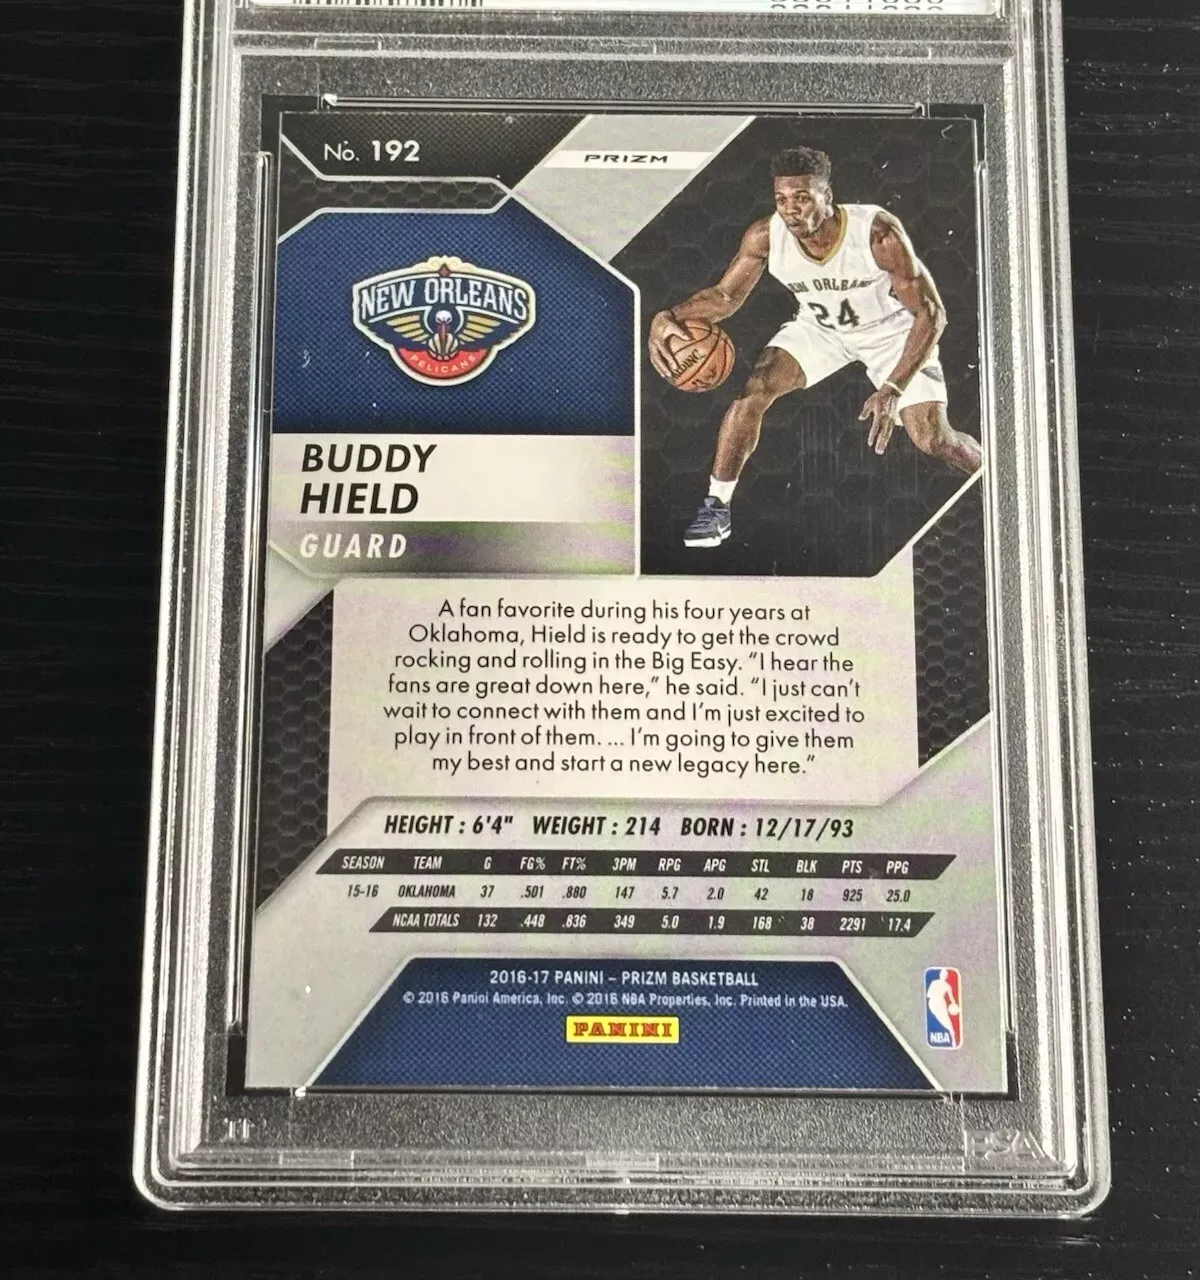 No. 192
PRIZM
NEW ORLEANS
PELICANS
NEW ORLEANS
24
SPALDING
BUDDY
HIELD
GUARD
A fan favorite during his four years at
Oklahoma, Hield is ready to get the crowd
rocking and rolling in the Big Easy. “I hear the
fans are great down here,” he said. “I just can’t
wait to connect with them and I’m just excited to
play in front of them. ... I’m going to give them
my best and start a new legacy here.”
HEIGHT : 6'4" WEIGHT : 214 BORN : 12/17/93
SEASON TEAM G FG% FT% 3PM RPG APG STL BLK PTS PPG
15-16 OKLAHOMA 37 .501 .880 147 5.7 2.0 42 18 925 25.0
NCAA TOTALS 132 .448 .836 349 5.0 1.9 168 38 2291 17.4
2016-17 PANINI – PRIZM BASKETBALL
© 2016 Panini America, Inc. © 2016 NBA Properties, Inc. Printed in the USA.
PANINI
NBA
PSA